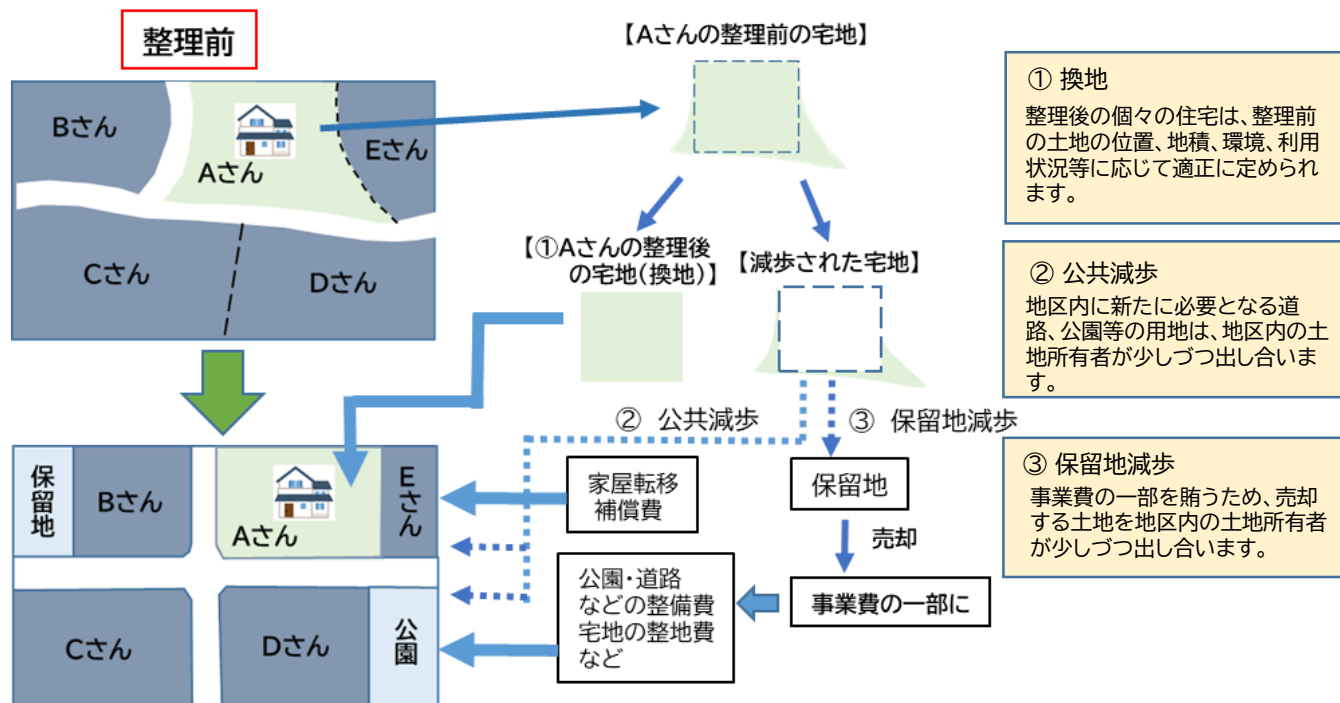 整理前
Bさん
Aさん
Eさん
Cさん
Dさん
【Aさんの整理前の宅地】
【①Aさんの整理後
の宅地(換地)】
【減歩された宅地】
② 公共減歩
③ 保留地減歩
保留地
Bさん
Aさん
Eさん
Cさん
Dさん
公園
家屋転移
補償費
保留地
売却
事業費の一部に
公園・道路
などの整備費
宅地の整地費
など
① 換地
整理後の個々の住宅は、整理前
の土地の位置、地積、環境、利用
状況等に応じて適正に定められ
ます。
② 公共減歩
地区内に新たに必要となる道
路、公園等の用地は、地区内の土
地所有者が少しづつ出し合いま
す。
③ 保留地減歩
事業費の一部を賄うため、売却
する土地を地区内の土地所有者
が少しづつ出し合います。